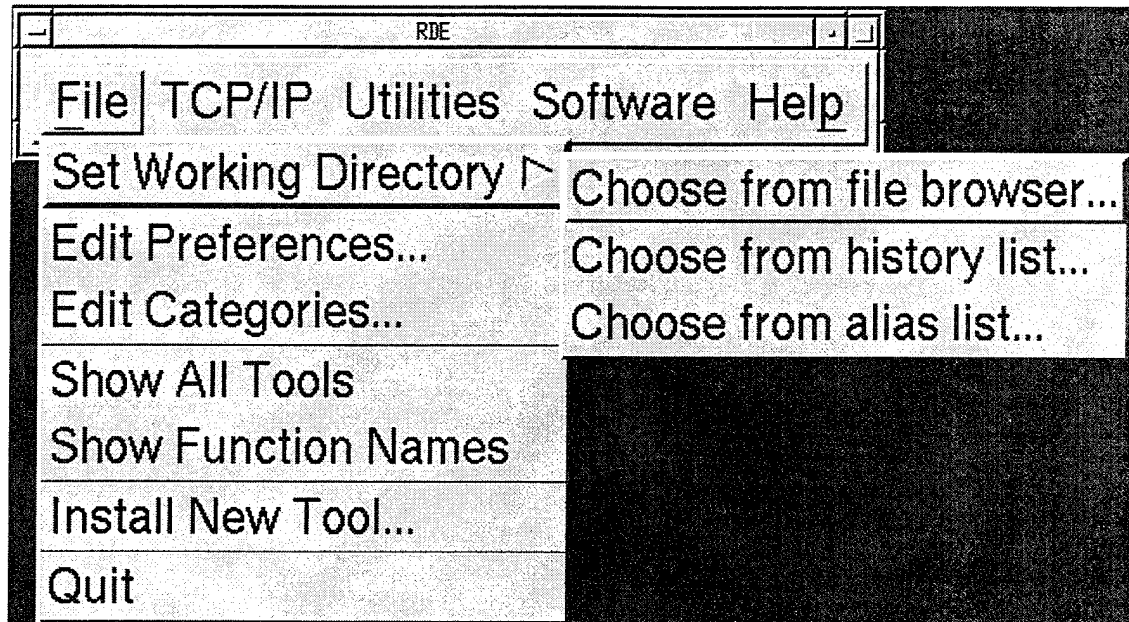 RDE
File TCP/IP Utilities Software Help
Set Working Directory
Choose from file browser...
Choose from history list...
Choose from alias list...
Edit Preferences...
Edit Categories...
Show All Tools
Show Function Names
Install New Tool...
Quit